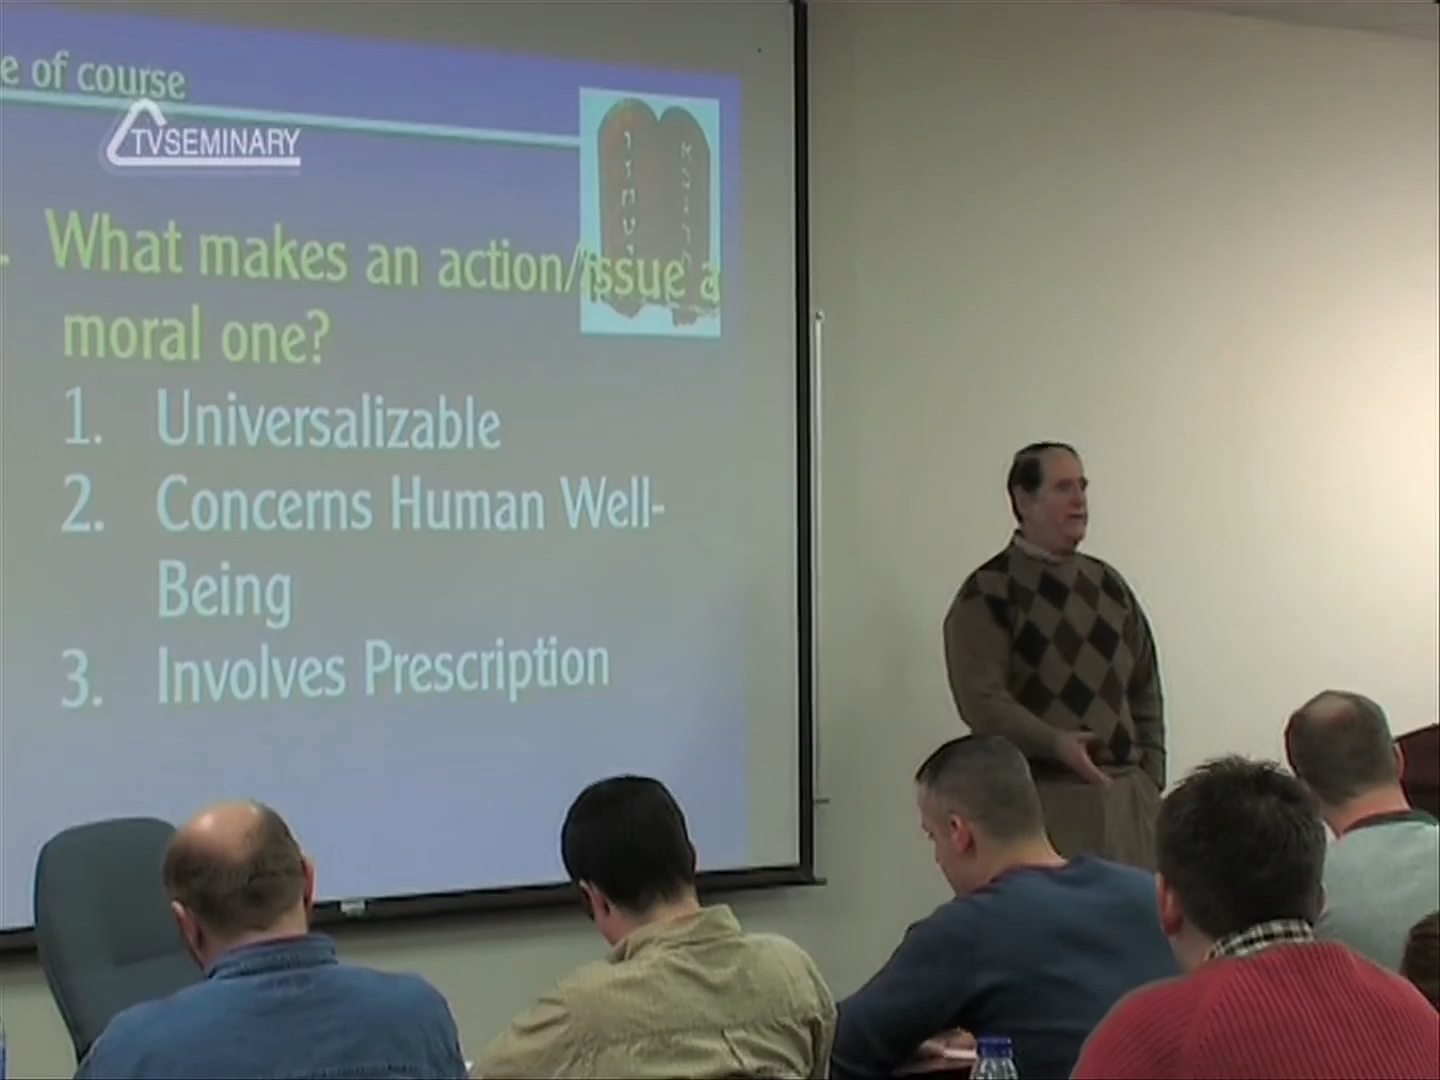 e of course
TVSEMINARY
. What makes an action/issue a
moral one?
1. Universalizable
2. Concerns Human Well-
Being
3. Involves Prescription